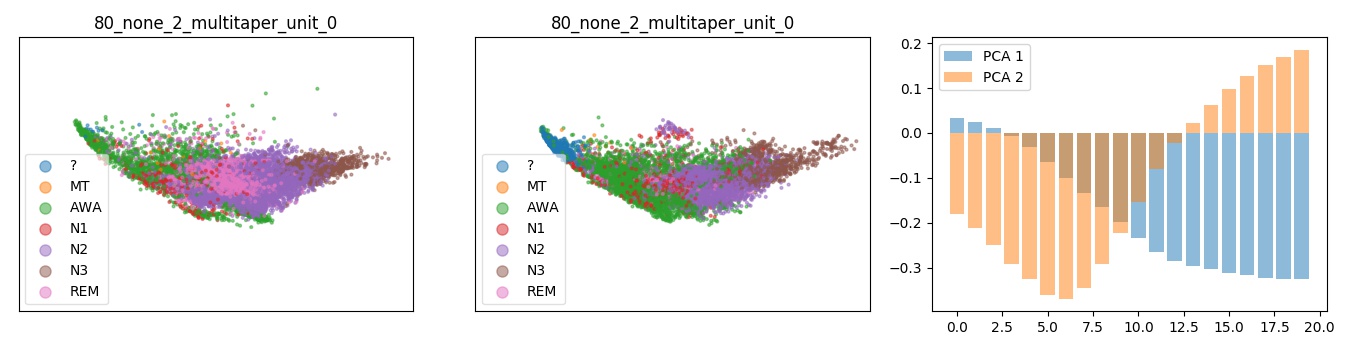 80_none_2_multitaper_unit_0
?
MT
AWA
N1
N2
N3
REM
80_none_2_multitaper_unit_0
?
MT
AWA
N1
N2
N3
REM
PCA 1
PCA 2
0.2
0.1
0.0
−0.1
−0.2
−0.3
0.0 2.5 5.0 7.5 10.0 12.5 15.0 17.5 20.0